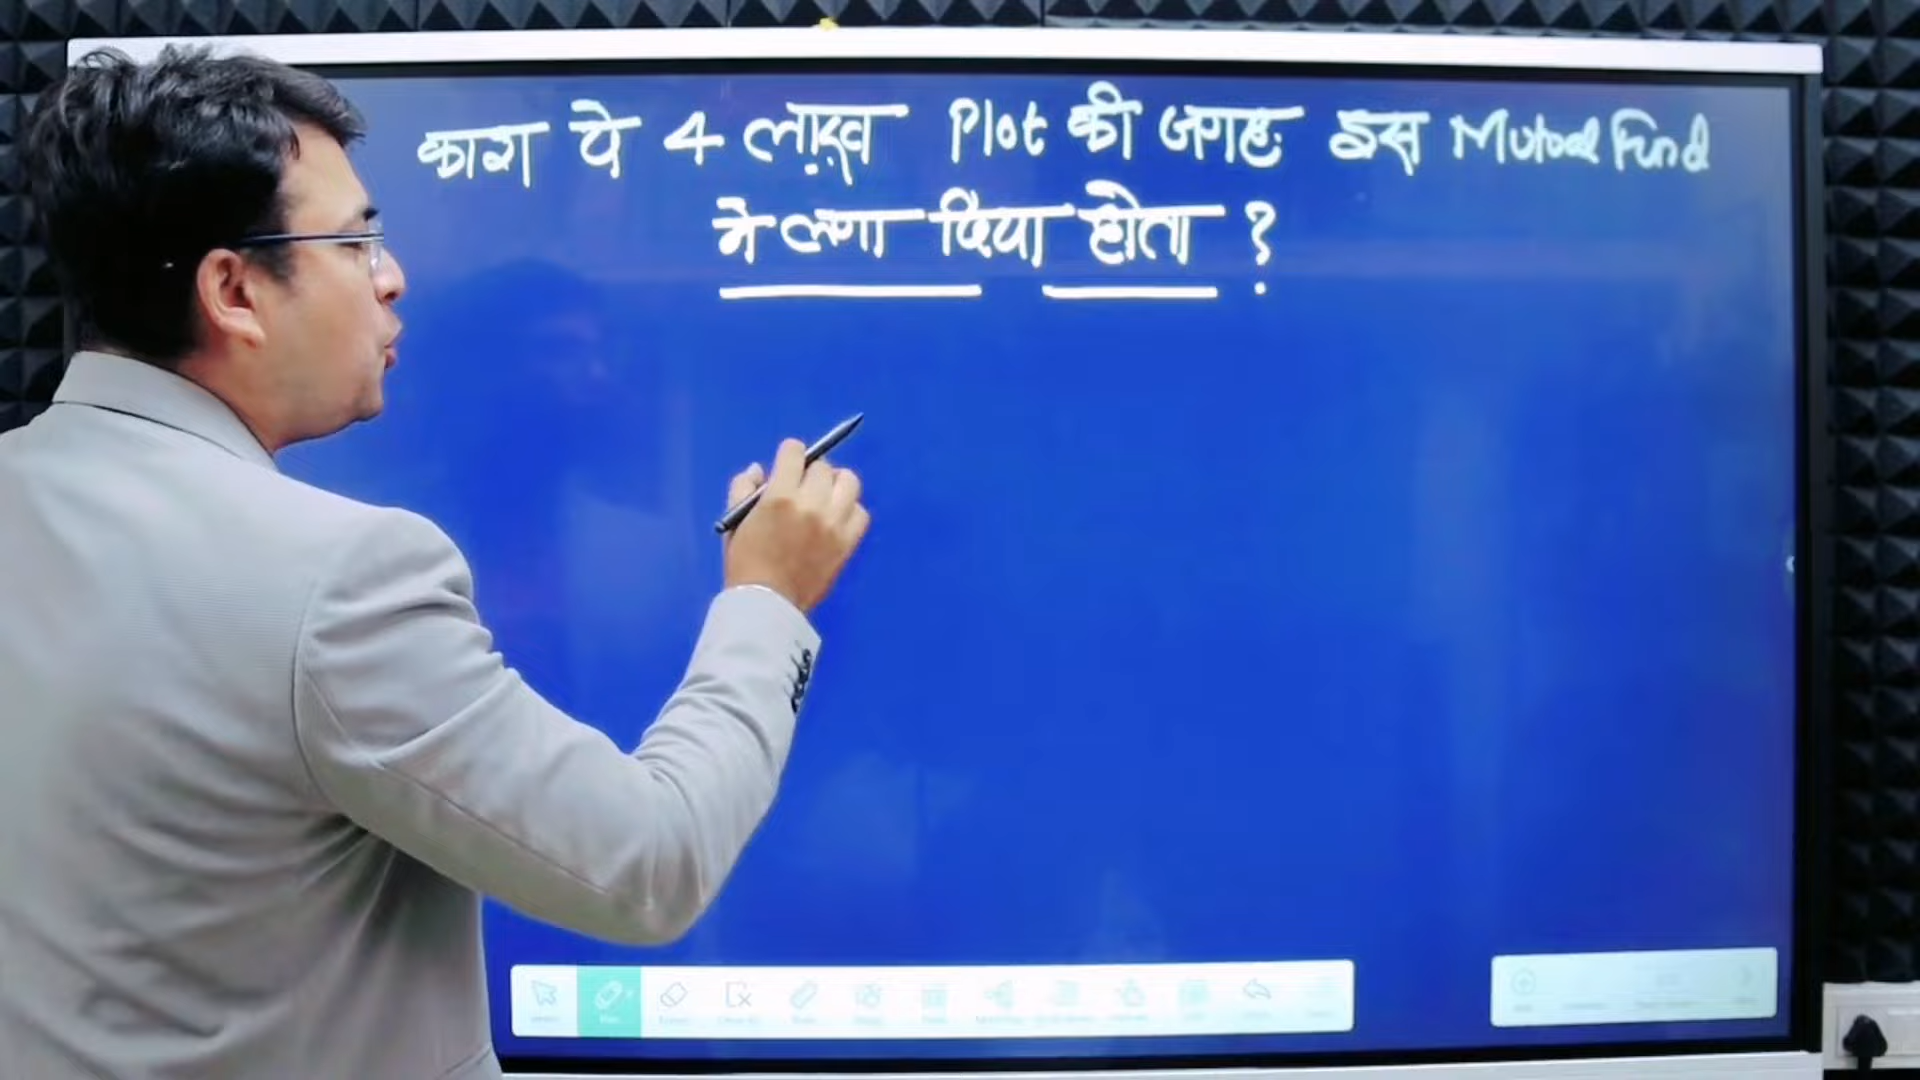 काश ये 4 लाख Plot की जगह इस Mutual Fund
मे लगा दिया होता ?